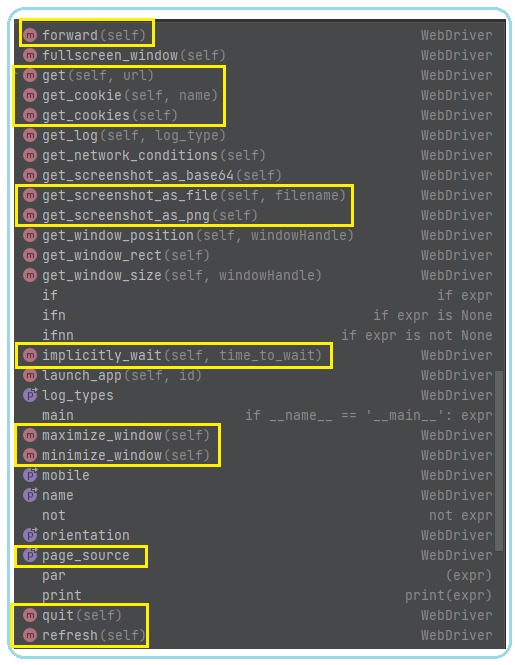 forward(self) WebDriver
fullscreen_window(self) WebDriver
get(self, url) WebDriver
get_cookie(self, name) WebDriver
get_cookies(self) WebDriver
get_log(self, log_type) WebDriver
get_network_conditions(self) WebDriver
get_screenshot_as_base64(self) WebDriver
get_screenshot_as_file(self, filename) WebDriver
get_screenshot_as_png(self) WebDriver
get_window_position(self, windowHandle) WebDriver
get_window_rect(self) WebDriver
get_window_size(self, windowHandle) WebDriver
if if expr
ifn if expr is None
ifnn if expr is not None
implicitly_wait(self, time_to_wait) WebDriver
launch_app(self, id) WebDriver
log_types WebDriver
main if __name__ == '__main__': expr
maximize_window(self) WebDriver
minimize_window(self) WebDriver
mobile WebDriver
name WebDriver
not not expr
orientation WebDriver
page_source WebDriver
par (expr)
print print(expr)
quit(self) WebDriver
refresh(self) WebDriver